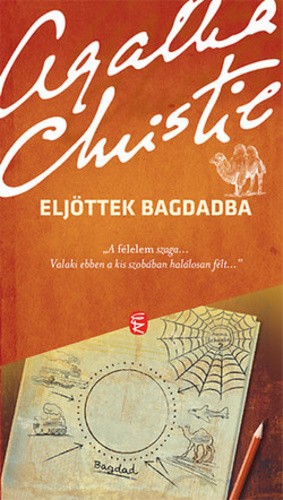 Agatha
Christie
ELJÖTTEK BAGDADBA
„A félelem szaga...
Valaki ebben a kis szobában halálosan félt...”
Bagdad